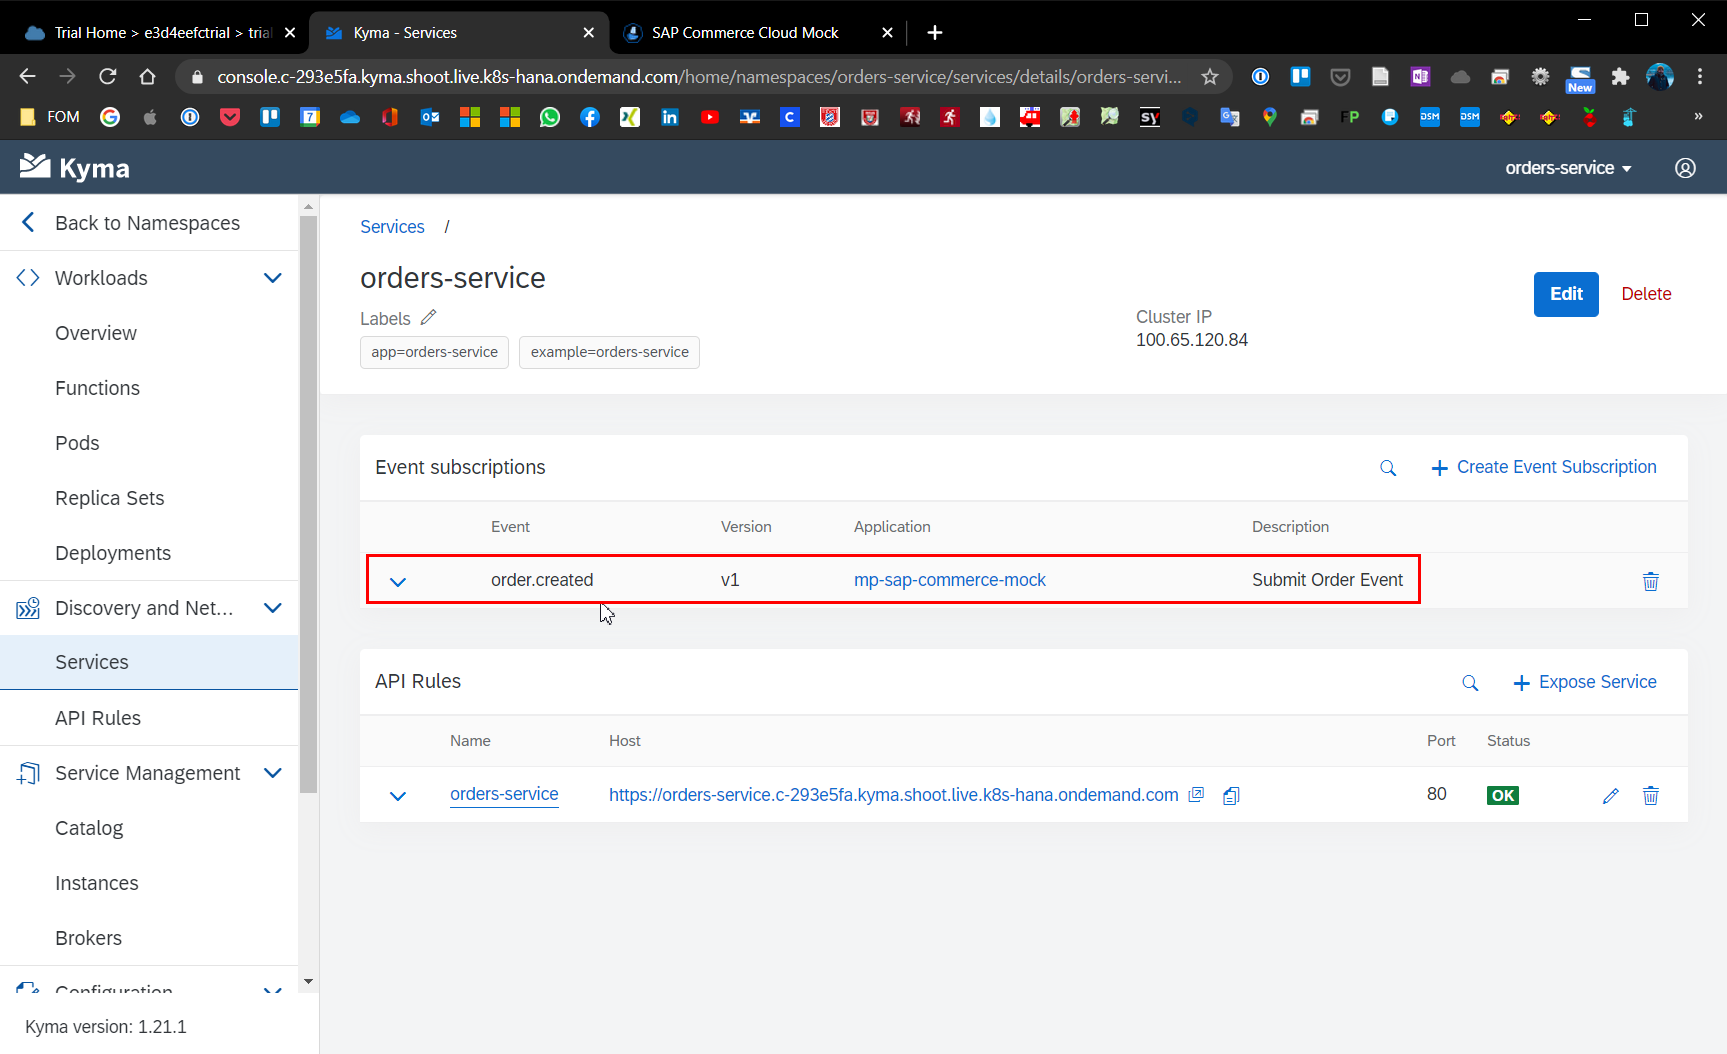 Trial Home > e3d4eefctrial > trial
Kyma - Services
SAP Commerce Cloud Mock
console.c-293e5fa.kyma.shoot.live.k8s-hana.ondemand.com/home/namespaces/orders-service/services/details/orders-servi...
New
FOM
7
C
sy
FP
DSM
DSM
»
Kyma
orders-service
Back to Namespaces
Workloads
Overview
Functions
Pods
Replica Sets
Deployments
Discovery and Net...
Services
API Rules
Service Management
Catalog
Instances
Brokers
Configuration
Kyma version: 1.21.1
Services /
orders-service
Labels
app=orders-service example=orders-service
Cluster IP
100.65.120.84
Edit
Delete
Event subscriptions
Create Event Subscription
Event Version Application Description
order.created v1 mp-sap-commerce-mock Submit Order Event
API Rules
Expose Service
Name Host Port Status
orders-service https://orders-service.c-293e5fa.kyma.shoot.live.k8s-hana.ondemand.com 80 OK